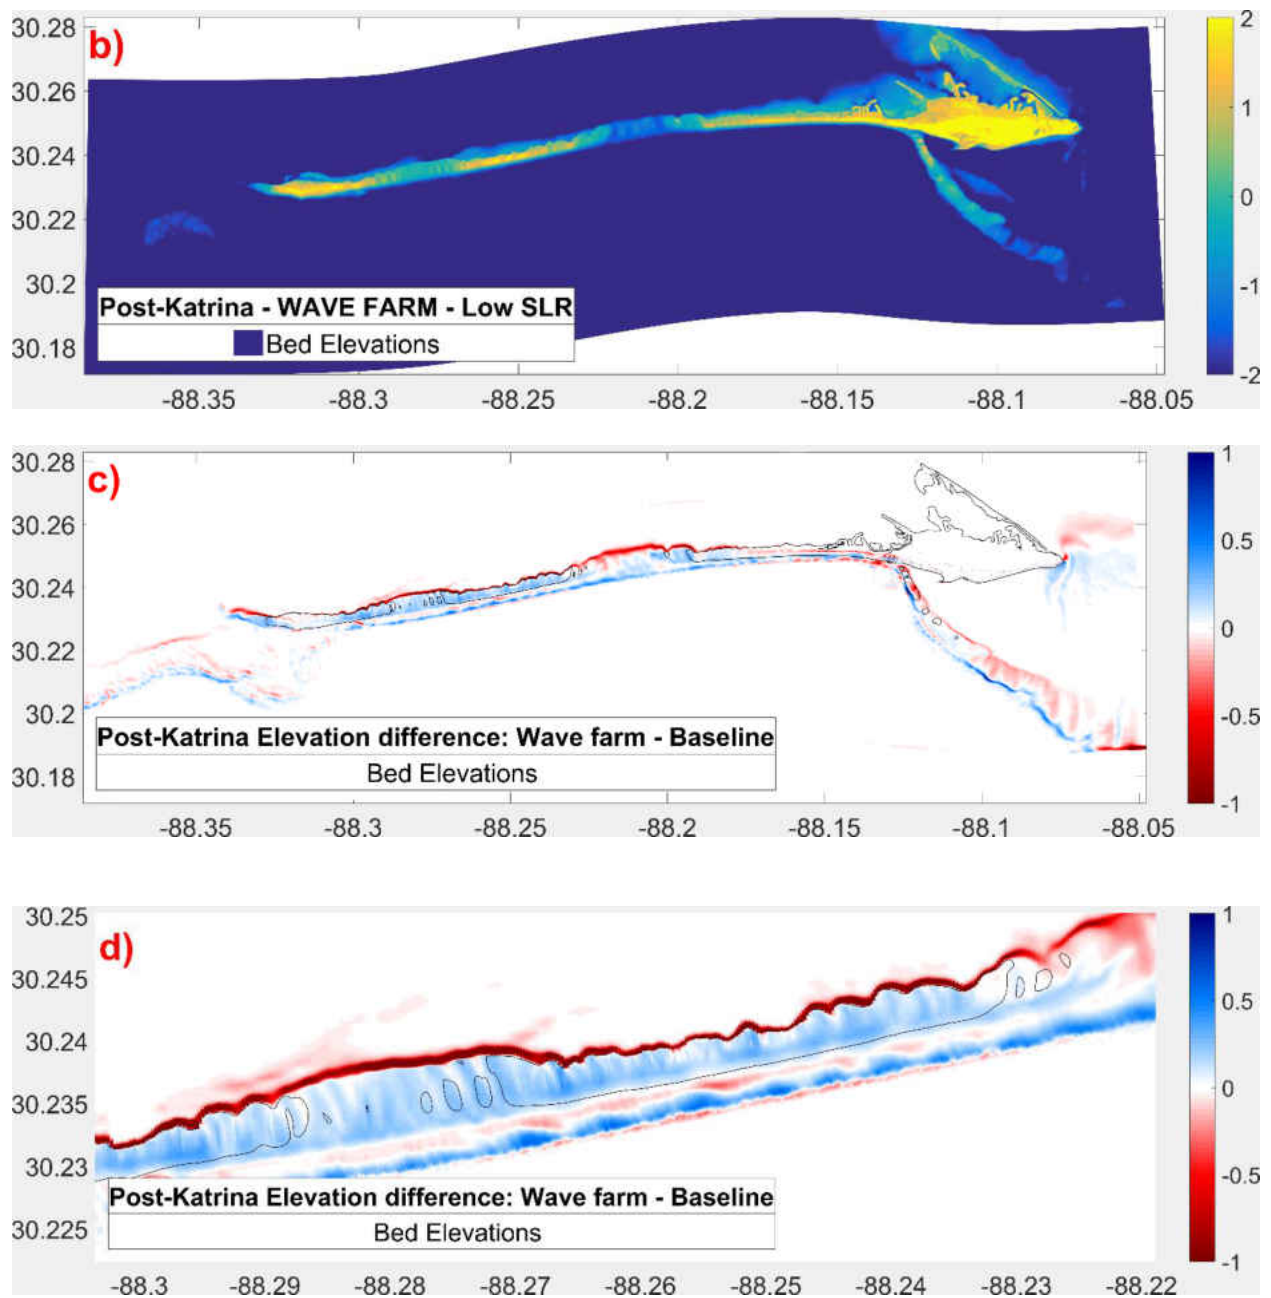 b)
30.28
30.26
30.24
30.22
30.2
30.18
2
1
0
-1
-2
Post-Katrina - WAVE FARM - Low SLR
Bed Elevations
-88.35 -88.3 -88.25 -88.2 -88.15 -88.1 -88.05
c)
30.28
30.26
30.24
30.22
30.2
30.18
1
0.5
0
-0.5
-1
Post-Katrina Elevation difference: Wave farm - Baseline
Bed Elevations
-88.35 -88.3 -88.25 -88.2 -88.15 -88.1 -88.05
d)
30.25
30.245
30.24
30.235
30.23
30.225
1
0.5
0
-0.5
-1
Post-Katrina Elevation difference: Wave farm - Baseline
Bed Elevations
-88.3 -88.29 -88.28 -88.27 -88.26 -88.25 -88.24 -88.23 -88.22